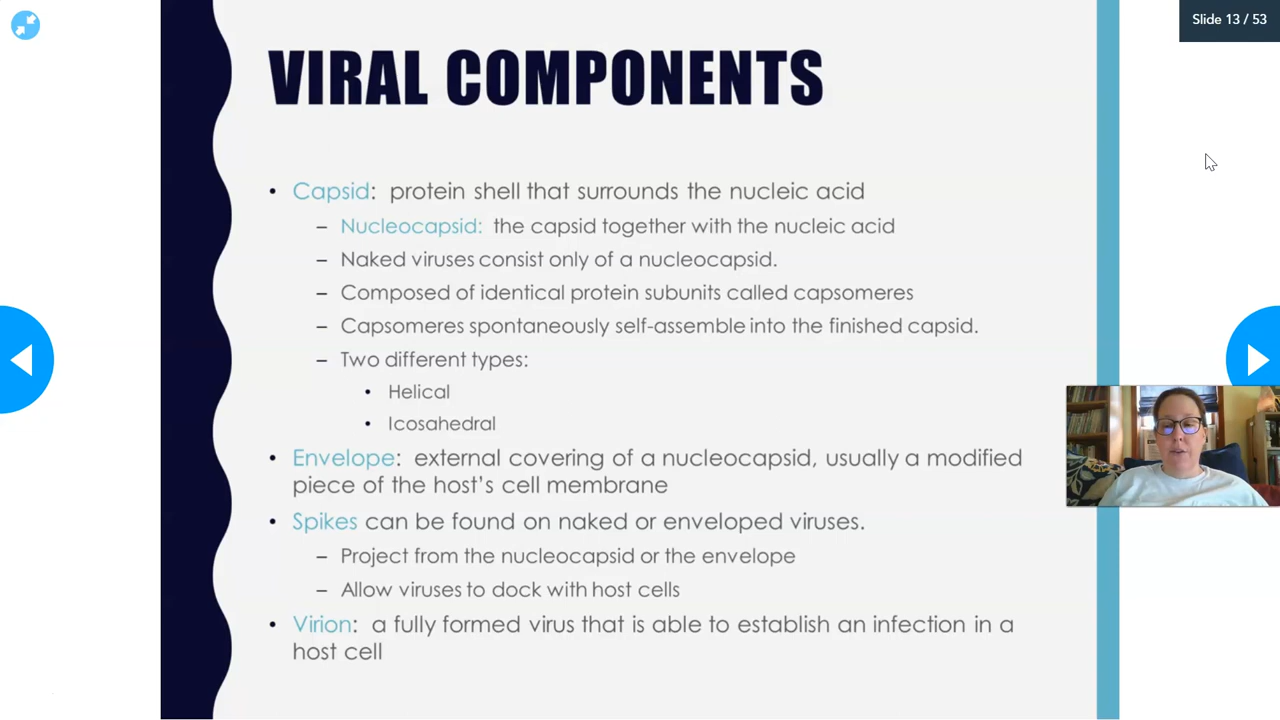 Slide 13 / 53
VIRAL COMPONENTS
• Capsid: protein shell that surrounds the nucleic acid
– Nucleocapsid: the capsid together with the nucleic acid
– Naked viruses consist only of a nucleocapsid.
– Composed of identical protein subunits called capsomeres
– Capsomeres spontaneously self-assemble into the finished capsid.
– Two different types:
• Helical
• Icosahedral
• Envelope: external covering of a nucleocapsid, usually a modified
piece of the host’s cell membrane
• Spikes can be found on naked or enveloped viruses.
– Project from the nucleocapsid or the envelope
– Allow viruses to dock with host cells
• Virion: a fully formed virus that is able to establish an infection in a
host cell